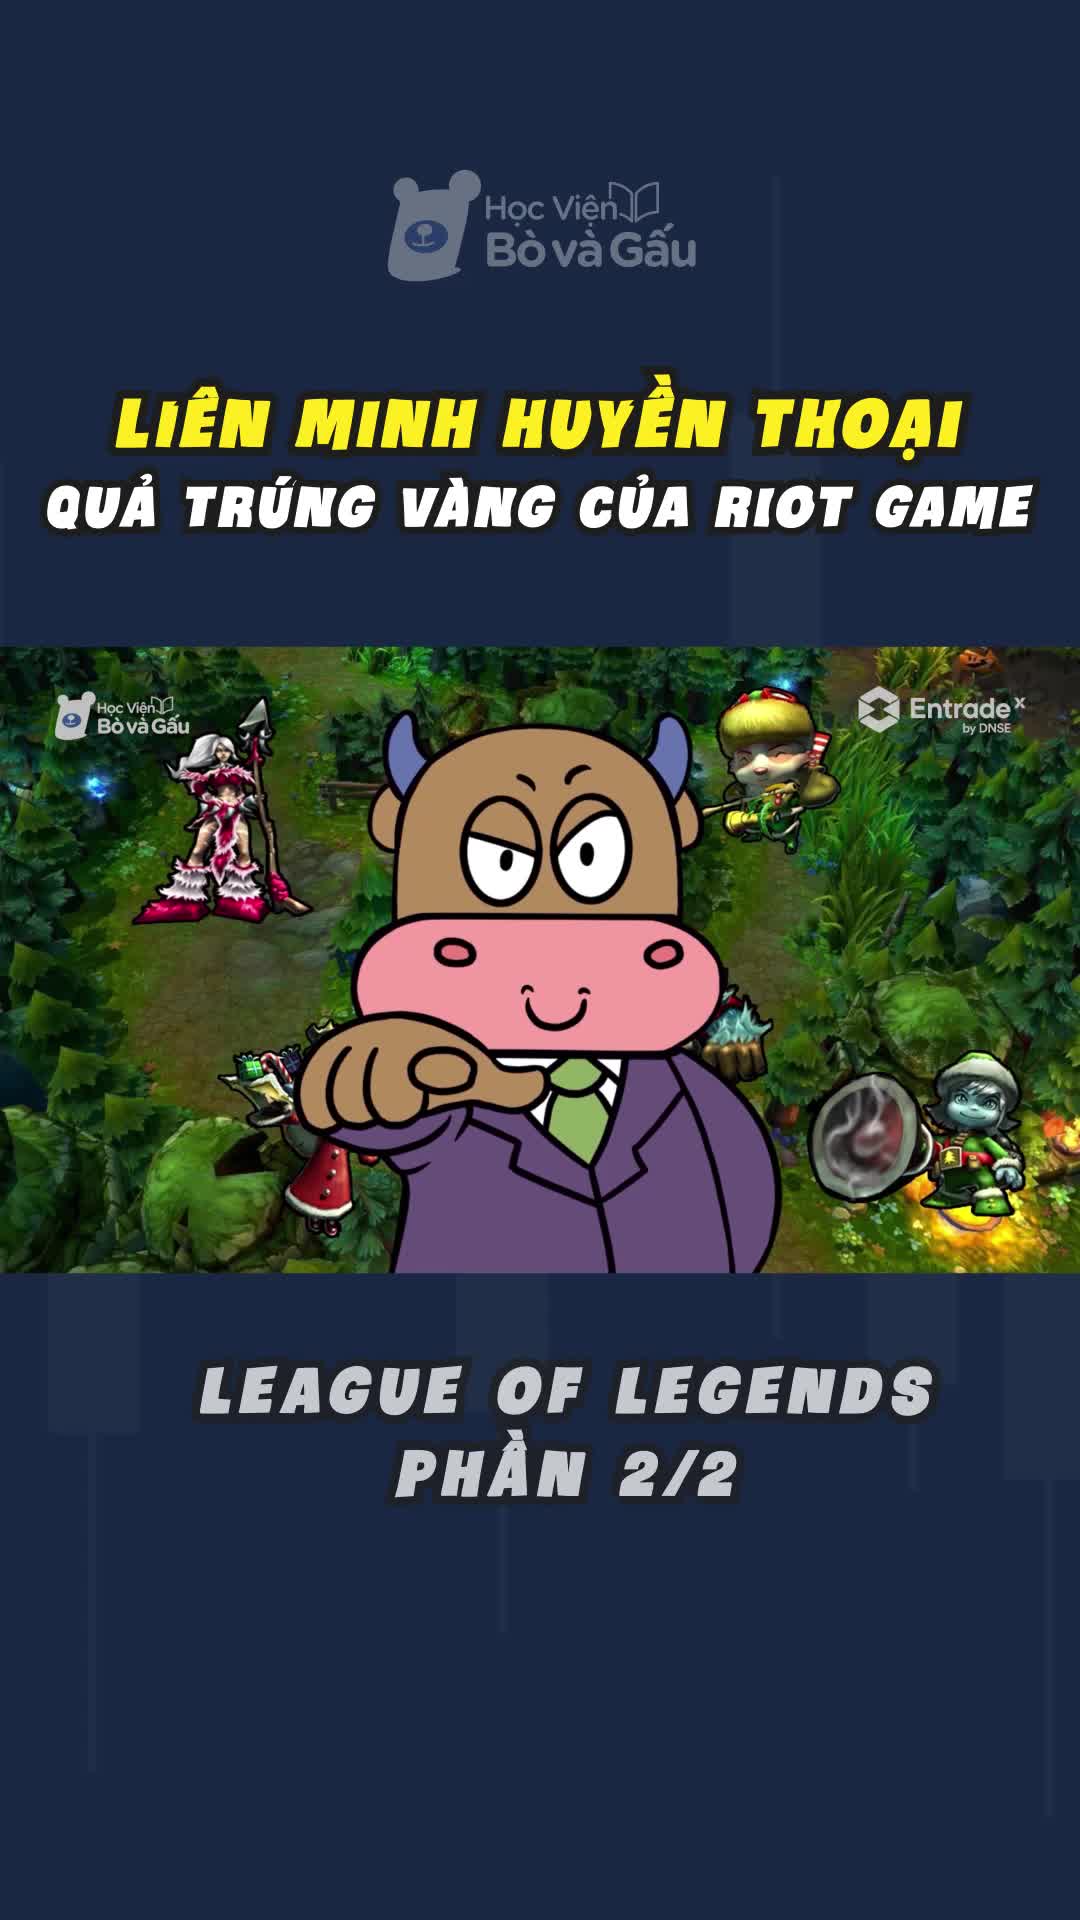 Học Viện
Bò và Gấu
LIÊN MINH HUYỀN THOẠI
QUẢ TRÚNG VÀNG CỦA RIOT GAME
Học Viện
Bò và Gấu
Entrade X
by DNSE
LEAGUE OF LEGENDS
PHẦN 2/2